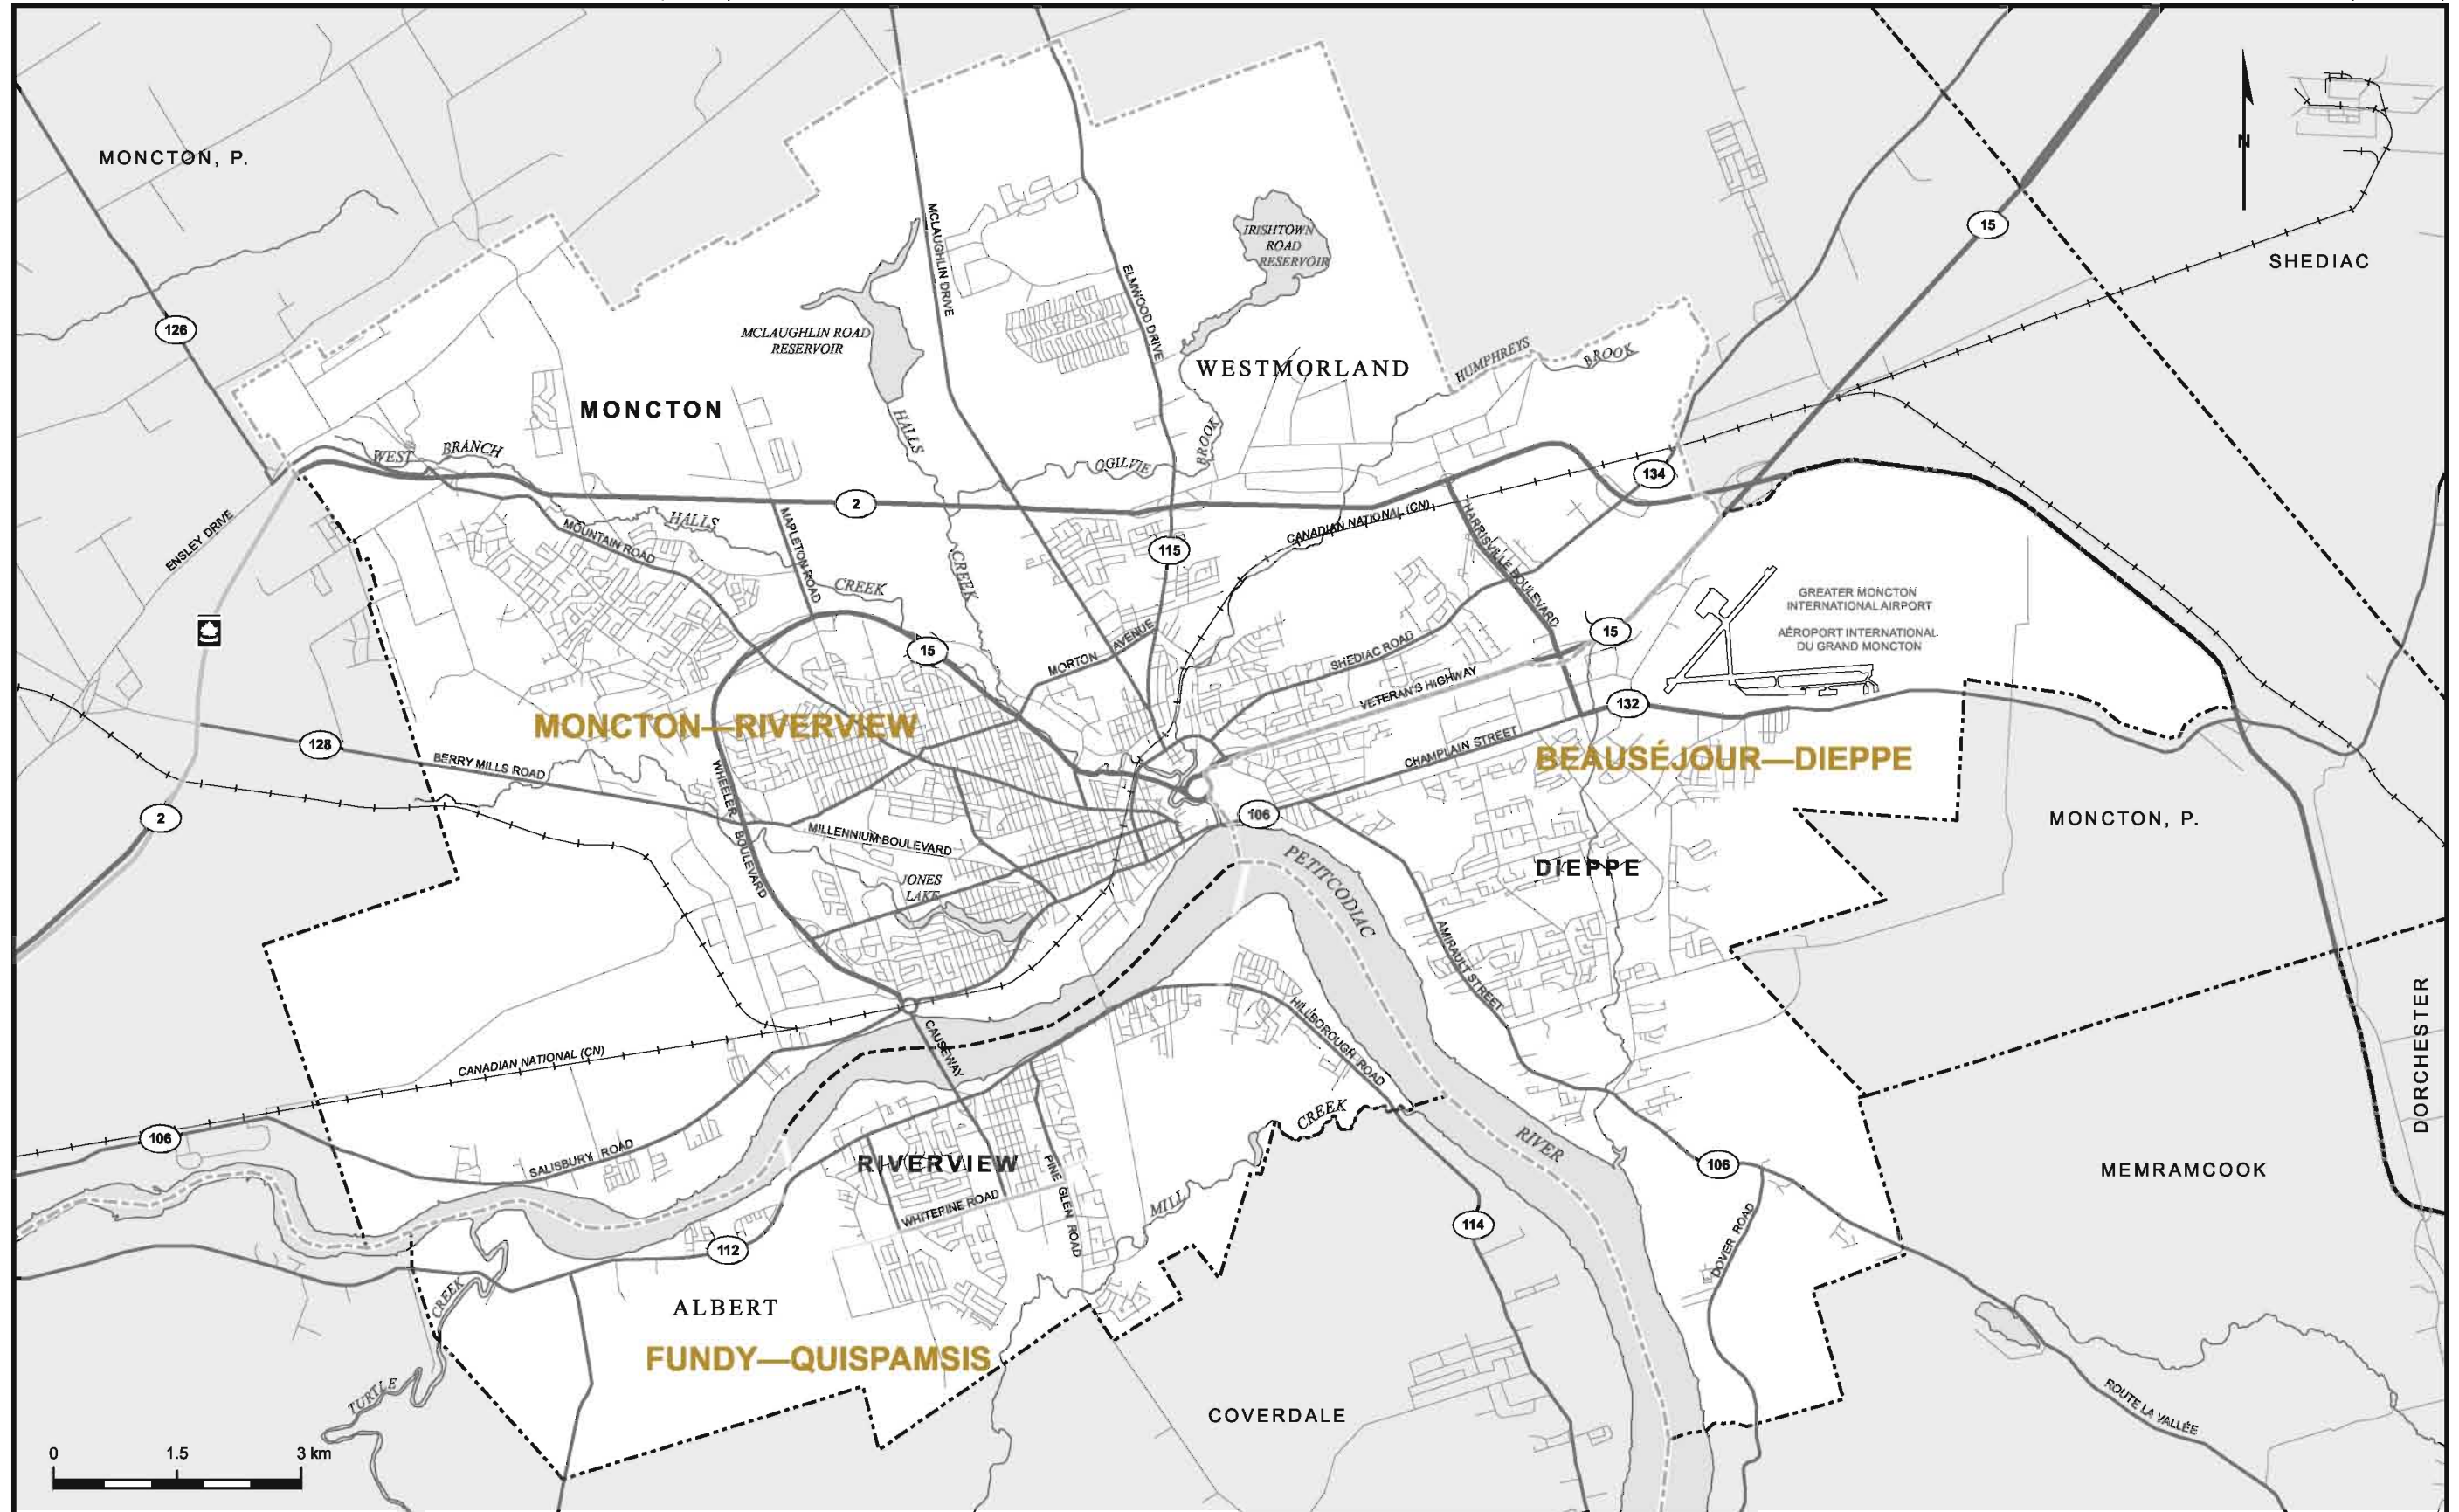 MONCTON, P.
N
15
SHEDIAC
MCLAUGHLIN DRIVE
IRISHTOWN
ROAD
RESERVOIR
ELMWOOD DRIVE
126
MCLAUGHLIN ROAD
RESERVOIR
WESTMORLAND
HUMPHREYS
BROOK
MONCTON
HALLS
BROOK
WEST
BRANCH
OGILVIE
134
2
ENSLEY DRIVE
MOUNTAIN ROAD
HALLS
MAPLETON ROAD
CANADIAN NATIONAL (CN)
HARRISVILLE BOULEVARD
115
CREEK
CREEK
GREATER MONCTON
INTERNATIONAL AIRPORT
AÉROPORT INTERNATIONAL
DU GRAND MONCTON
15
15
MORTON AVENUE
SHEDIAC ROAD
VETERAN'S HIGHWAY
132
MONCTON—RIVERVIEW
128
BERRY MILLS ROAD
CHAMPLAIN STREET
BEAUSÉJOUR—DIEPPE
WHEELER BOULEVARD
2
106
MONCTON, P.
MILLENNIUM BOULEVARD
JONES
LAKE
PETITCODIAC
DIEPPE
AMIRAULT STREET
HILLSBOROUGH ROAD
CAUSEWAY
CANADIAN NATIONAL (CN)
DORCHESTER
106
SALISBURY ROAD
CREEK
RIVER
RIVERVIEW
PINE GLEN ROAD
106
MEMRAMCOOK
WHITEPINE ROAD
MILL
114
DOVER ROAD
112
CREEK
ALBERT
FUNDY—QUISPAMSIS
TURTLE
COVERDALE
ROUTE LA VALLÉE
0 1.5 3 km